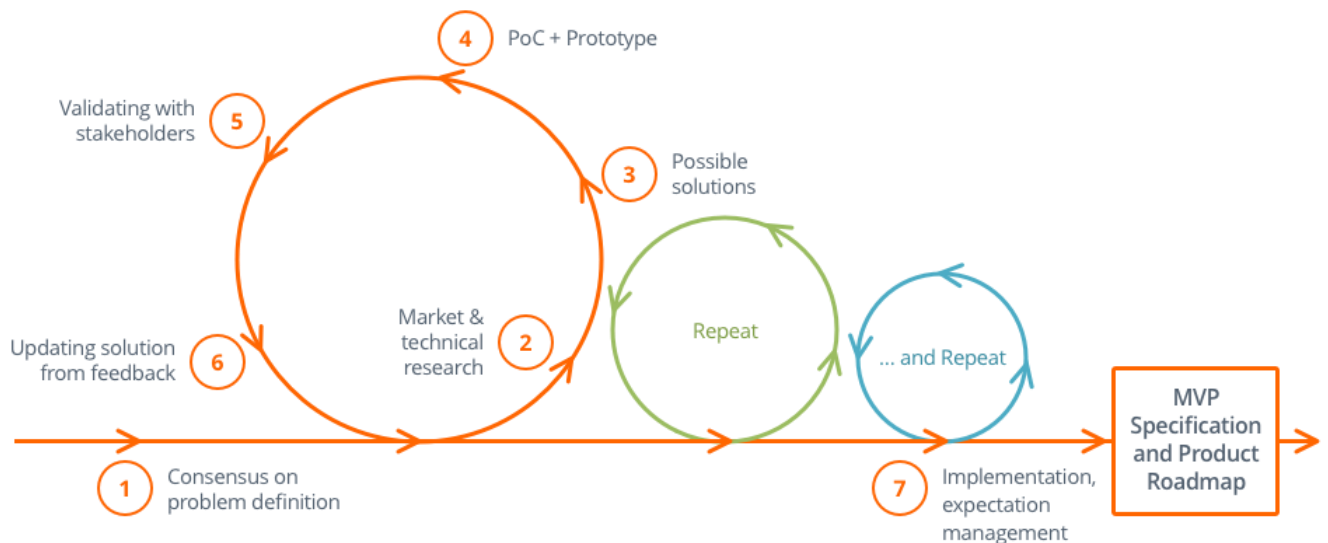 4 PoC + Prototype
Validating with
stakeholders
5
3 Possible
solutions
Market &
technical
research
2
Repeat
... and Repeat
Updating solution
from feedback
6
1 Consensus on
problem definition
7 Implementation,
expectation
management
MVP
Specification
and Product
Roadmap